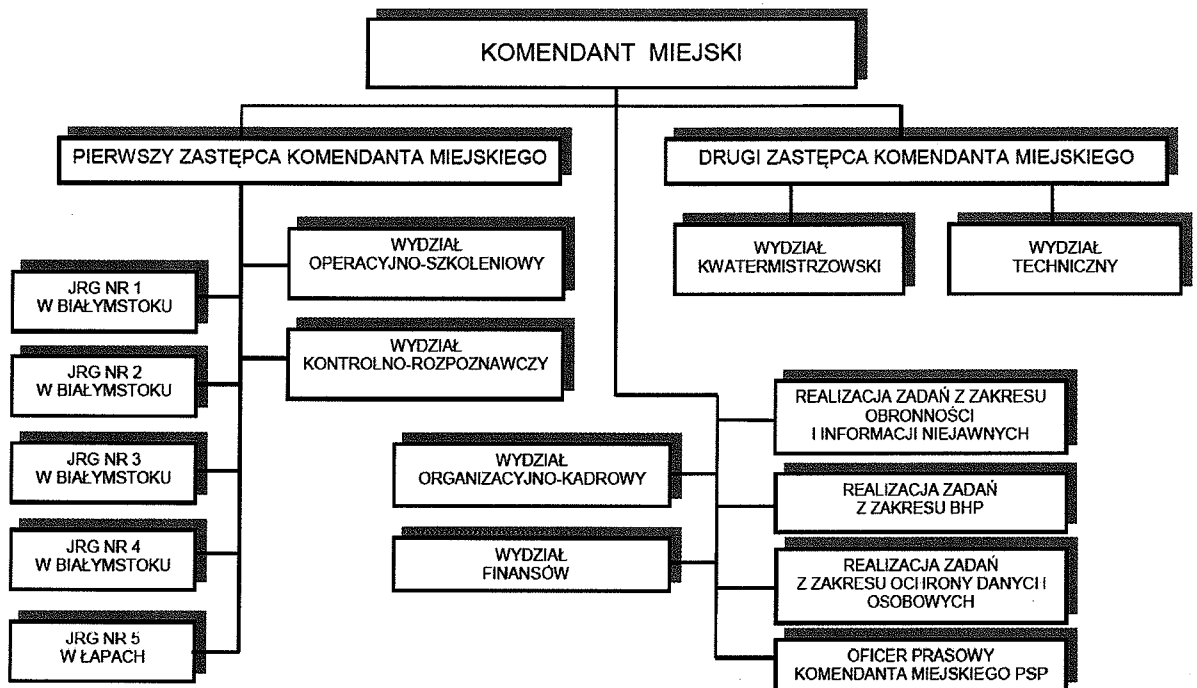 KOMENDANT MIEJSKI
PIERWSZY ZASTĘPCA KOMENDANTA MIEJSKIEGO
DRUGI ZASTĘPCA KOMENDANTA MIEJSKIEGO
WYDZIAŁ
OPERACYJNO-SZKOLENIOWY
WYDZIAŁ
KWATERMISTRZOWSKI
WYDZIAŁ
TECHNICZNY
JRG NR 1
W BIAŁYMSTOKU
WYDZIAŁ
KONTROLNO-ROZPOZNAWCZY
JRG NR 2
W BIAŁYMSTOKU
REALIZACJA ZADAŃ Z ZAKRESU
OBRONNOŚCI
I INFORMACJI NIEJAWNYCH
JRG NR 3
W BIAŁYMSTOKU
WYDZIAŁ
ORGANIZACYJNO-KADROWY
REALIZACJA ZADAŃ
Z ZAKRESU BHP
JRG NR 4
W BIAŁYMSTOKU
WYDZIAŁ
FINANSÓW
REALIZACJA ZADAŃ
Z ZAKRESU OCHRONY DANYCH I
OSOBOWYCH
JRG NR 5
W ŁAPACH
OFICER PRASOWY
KOMENDANTA MIEJSKIEGO PSP